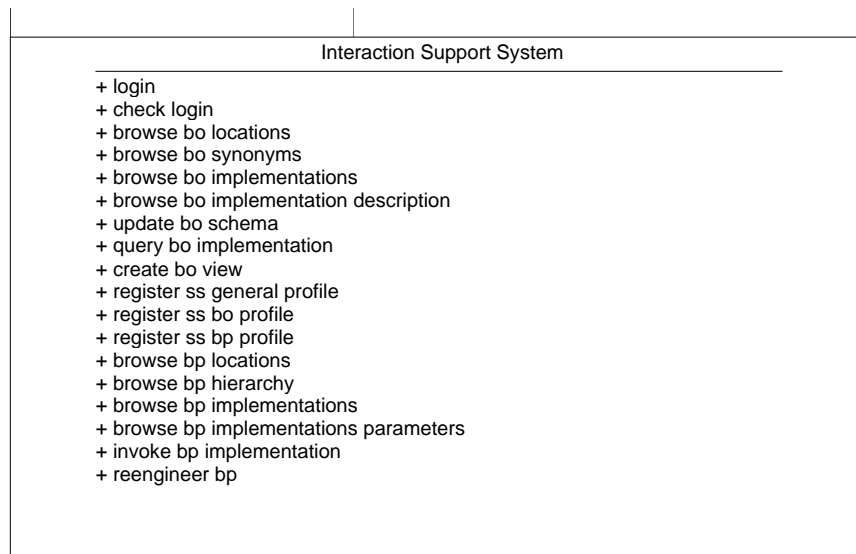 Interaction Support System
+ login
+ check login
+ browse bo locations
+ browse bo synonyms
+ browse bo implementations
+ browse bo implementation description
+ update bo schema
+ query bo implementation
+ create bo view
+ register ss general profile
+ register ss bo profile
+ register ss bp profile
+ browse bp locations
+ browse bp hierarchy
+ browse bp implementations
+ browse bp implementations parameters
+ invoke bp implementation
+ reengineer bp